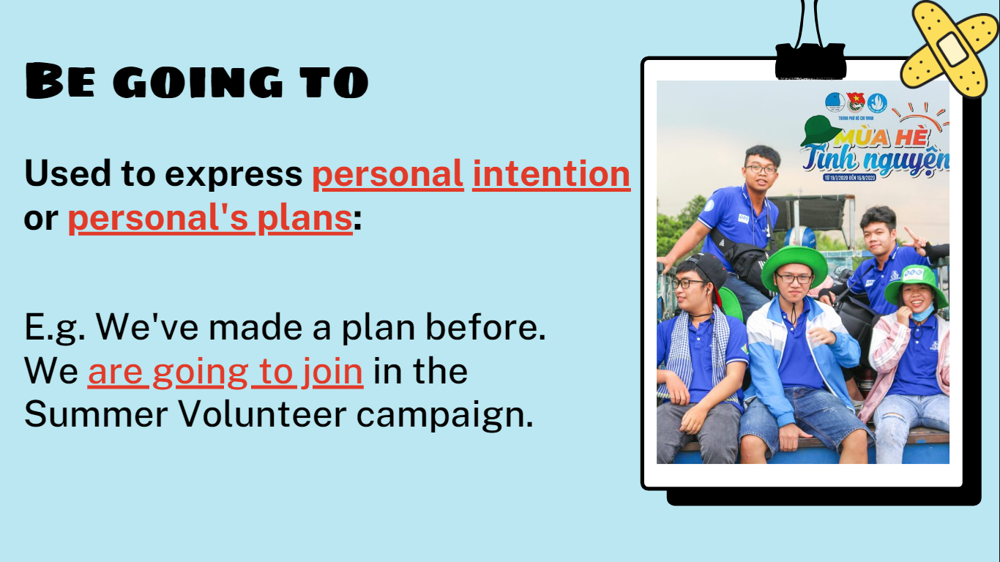 BE GOING TO
Used to express personal intention
or personal's plans:
E.g. We've made a plan before.
We are going to join in the
Summer Volunteer campaign.
THÀNH PHỐ HỒ CHÍ MINH
MÙA HÈ
Tình nguyện
TỪ 19/7/2020 ĐẾN 16/8/2020